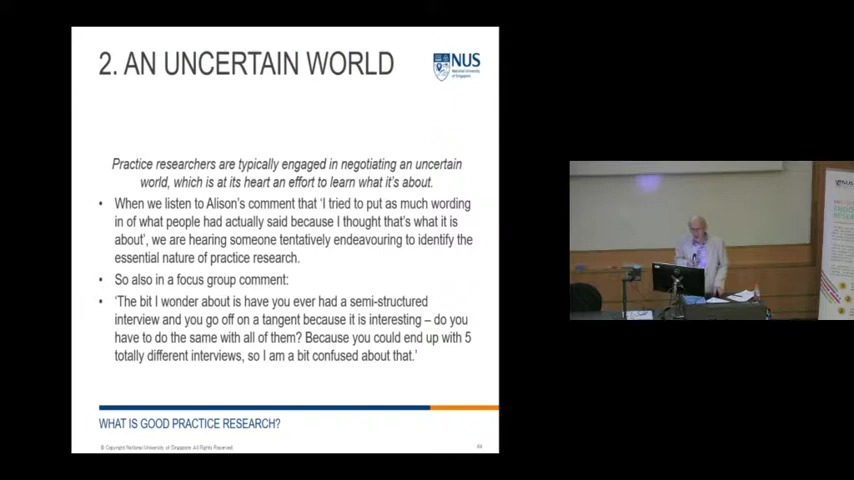 2. AN UNCERTAIN WORLD
NUS
National University
of Singapore
Practice researchers are typically engaged in negotiating an uncertain
world, which is at its heart an effort to learn what it's about.
• When we listen to Alison's comment that 'I tried to put as much wording
in of what people had actually said because I thought that's what it is
about', we are hearing someone tentatively endeavouring to identify the
essential nature of practice research.
• So also in a focus group comment:
• 'The bit I wonder about is have you ever had a semi-structured
interview and you go off on a tangent because it is interesting – do you
have to do the same with all of them? Because you could end up with 5
totally different interviews, so I am a bit confused about that.'
WHAT IS GOOD PRACTICE RESEARCH?
© Copyright National University of Singapore. All Rights Reserved.
NUS